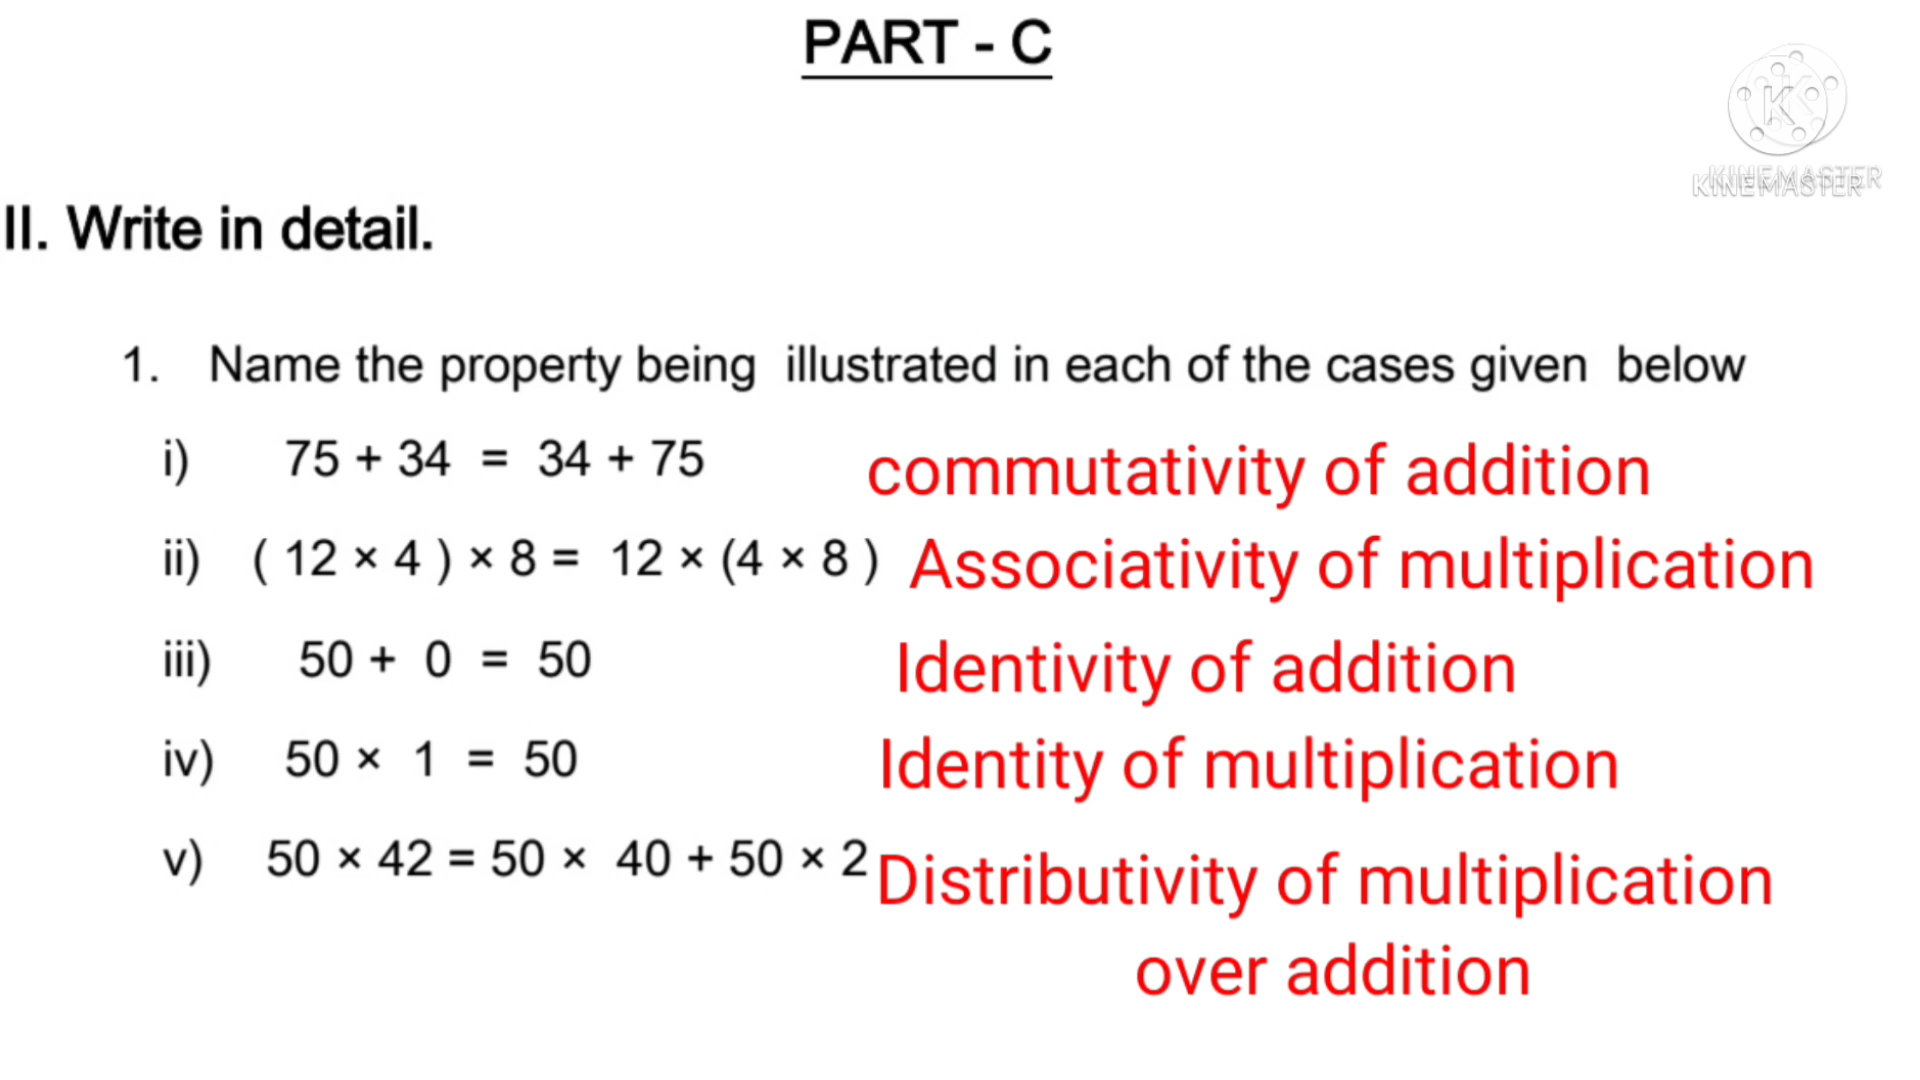 PART - C
KINEMASTER
KINEMASTER
II. Write in detail.
1. Name the property being illustrated in each of the cases given below
i) 75 + 34 = 34 + 75 commutativity of addition
ii) ( 12 × 4 ) × 8 = 12 × (4 × 8 ) Associativity of multiplication
iii) 50 + 0 = 50 Identivity of addition
iv) 50 × 1 = 50 Identity of multiplication
v) 50 × 42 = 50 × 40 + 50 × 2 Distributivity of multiplication
over addition